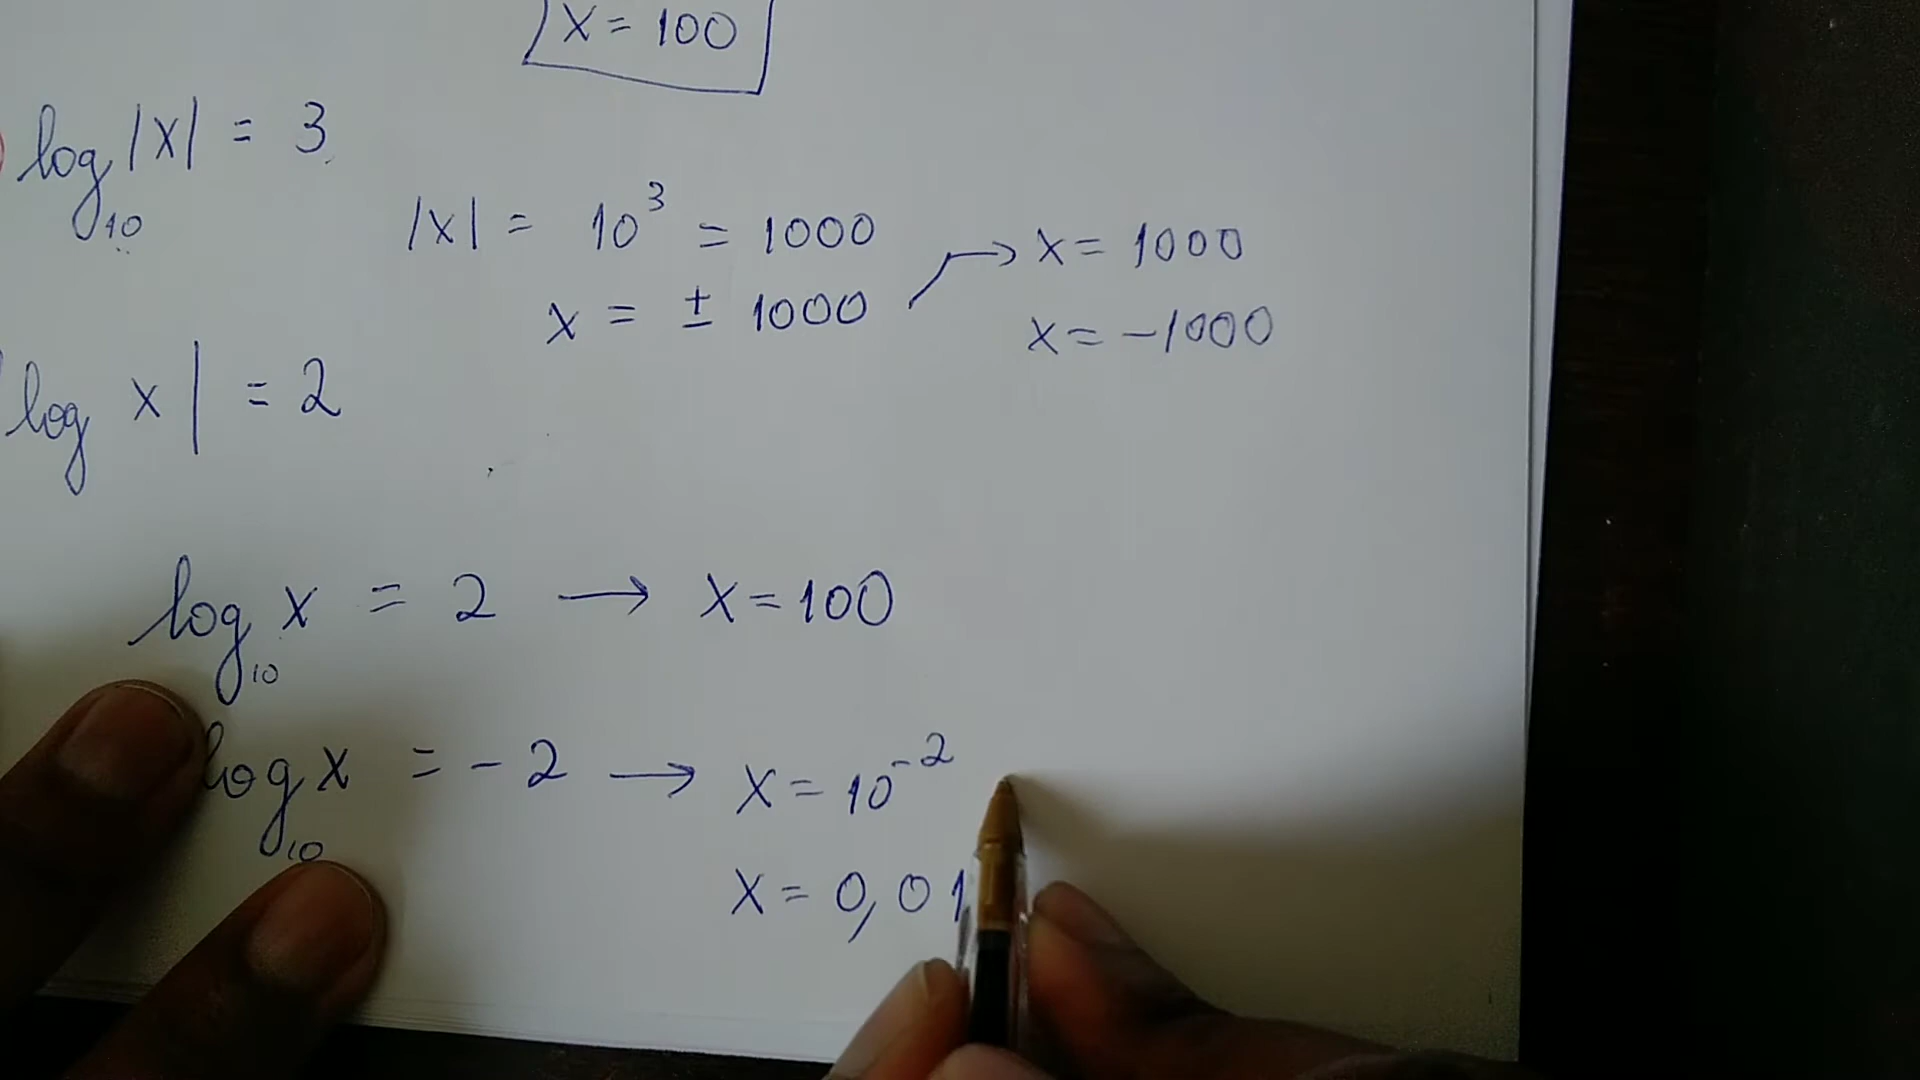 x = 100
log₁₀|x| = 3
|x| = 10³ = 1000
x = ± 1000 → x = 1000
x = -1000
log x| = 2
log₁₀ x = 2 → x = 100
log₁₀ x = -2 → x = 10⁻²
x = 0,01